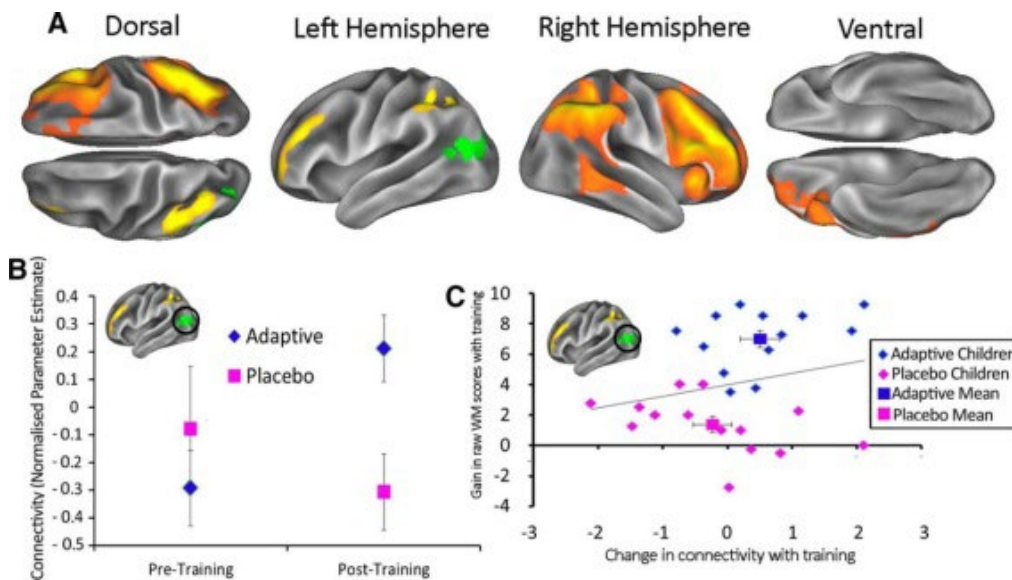 A
Dorsal
Left Hemisphere
Right Hemisphere
Ventral
B
Connectivity (Normalised Parameter Estimate)
0.4
0.3
0.2
0.1
0
- 0.1
- 0.2
- 0.3
- 0.4
- 0.5
Adaptive
Placebo
Pre-Training
Post-Training
C
Gain in raw WM scores with training
10
8
6
4
2
0
-2
-4
-3
-2
-1
0
1
2
3
Change in connectivity with training
Adaptive Children
Placebo Children
Adaptive Mean
Placebo Mean